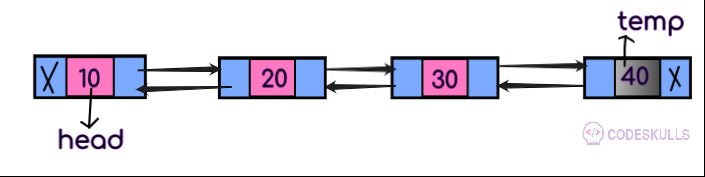 temp
X 10 20 30 40 X
head
CODESKULLS